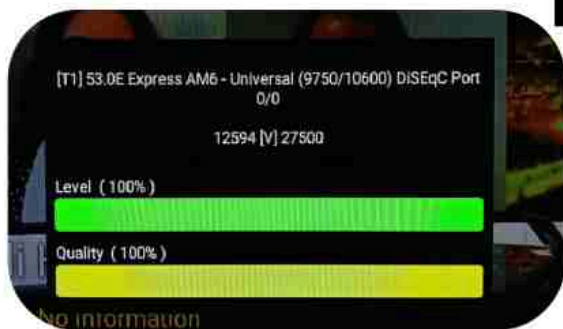 [T1] 53.0E Express AM6 - Universal (9750/10600) DiSEqC Port
0/0
12594 [V] 27500
Level ( 100% )
Quality ( 100% )
No information